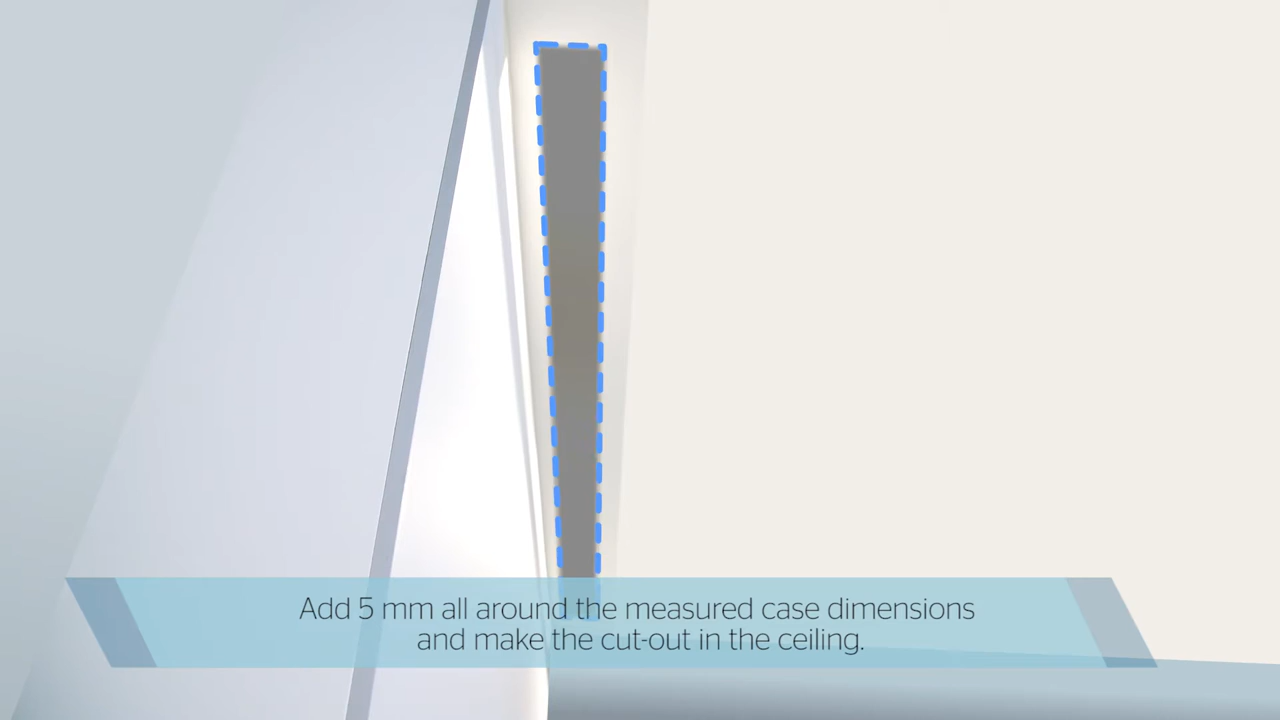 Add 5 mm all around the measured case dimensions
and make the cut-out in the ceiling.